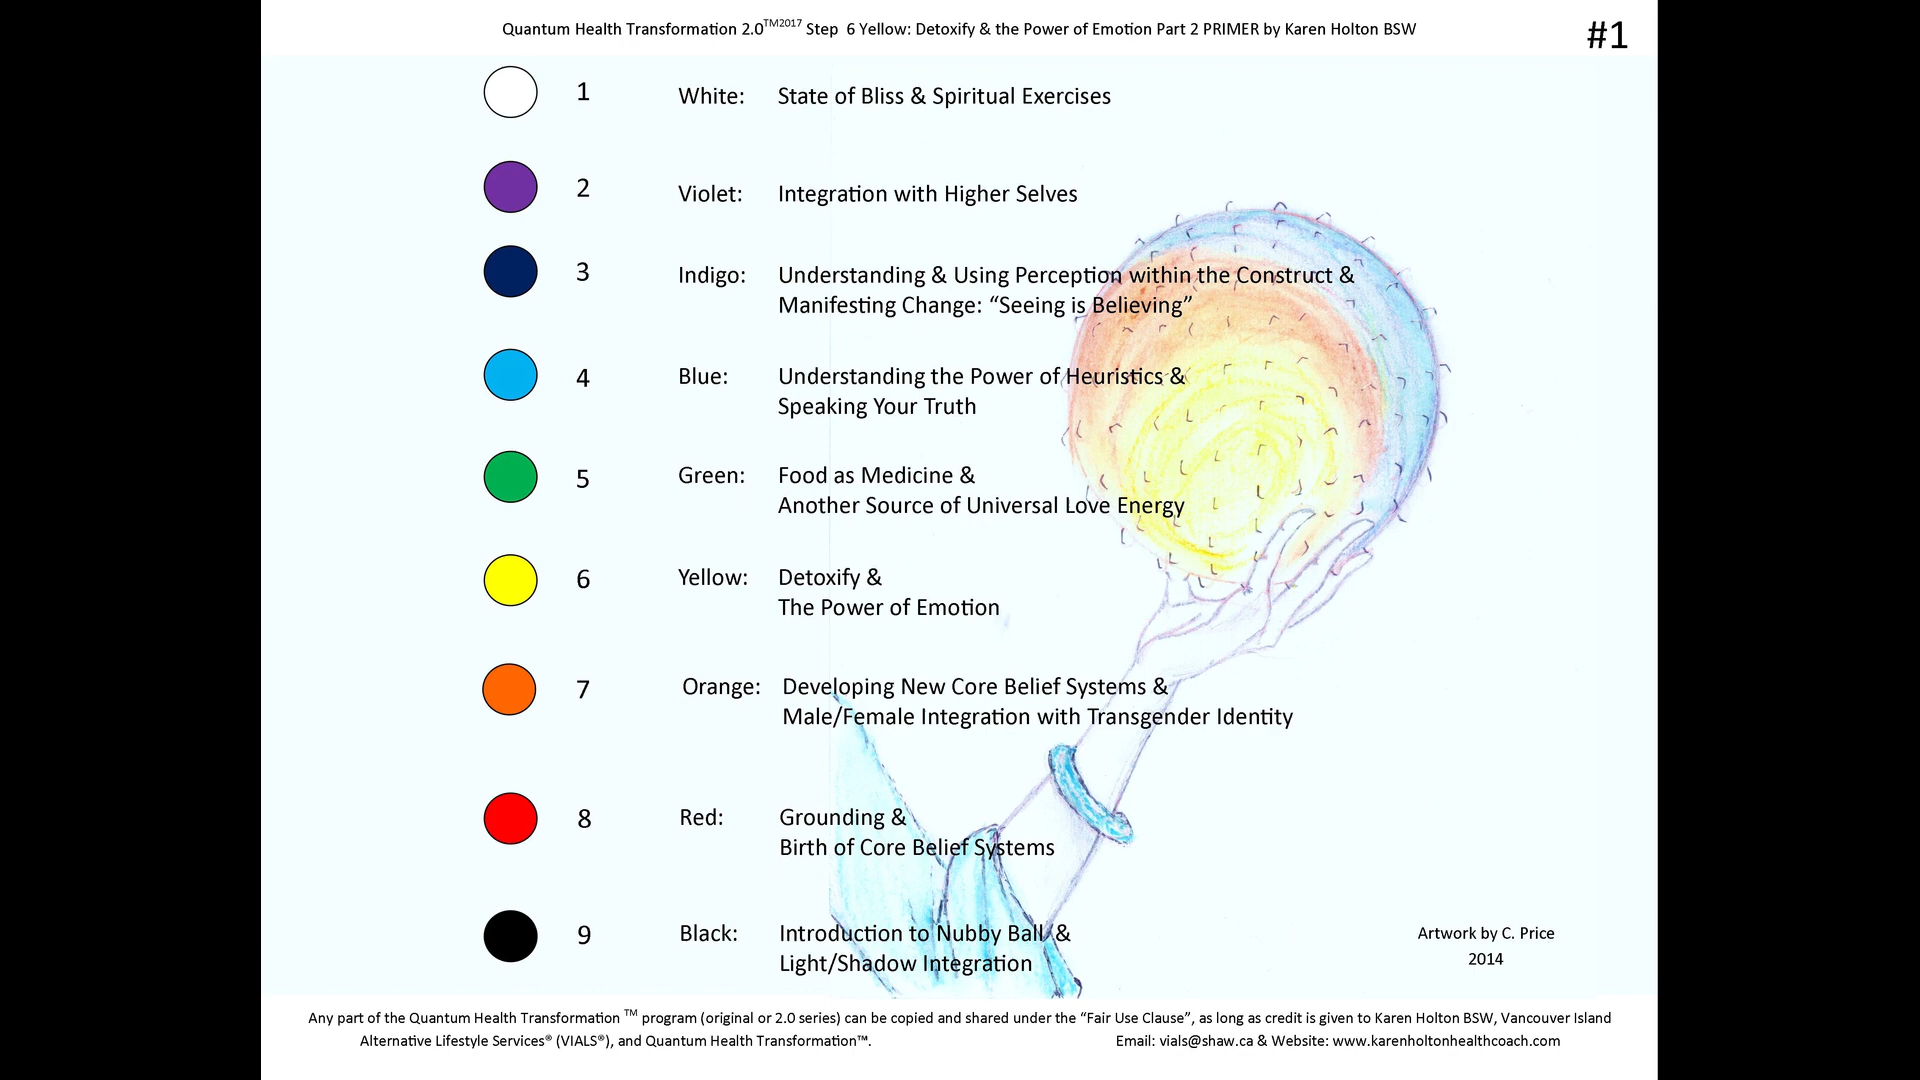 Quantum Health Transformation 2.0TM2017 Step 6 Yellow: Detoxify & the Power of Emotion Part 2 PRIMER by Karen Holton BSW
#1
1 White: State of Bliss & Spiritual Exercises
2 Violet: Integration with Higher Selves
3 Indigo: Understanding & Using Perception within the Construct &
Manifesting Change: “Seeing is Believing”
4 Blue: Understanding the Power of Heuristics &
Speaking Your Truth
5 Green: Food as Medicine &
Another Source of Universal Love Energy
6 Yellow: Detoxify &
The Power of Emotion
7 Orange: Developing New Core Belief Systems &
Male/Female Integration with Transgender Identity
8 Red: Grounding &
Birth of Core Belief Systems
9 Black: Introduction to Nubby Ball &
Light/Shadow Integration
Artwork by C. Price
2014
Any part of the Quantum Health Transformation TM program (original or 2.0 series) can be copied and shared under the “Fair Use Clause”, as long as credit is given to Karen Holton BSW, Vancouver Island
Alternative Lifestyle Services® (VIALS®), and Quantum Health Transformation™. Email: vials@shaw.ca & Website: www.karenholtonhealthcoach.com